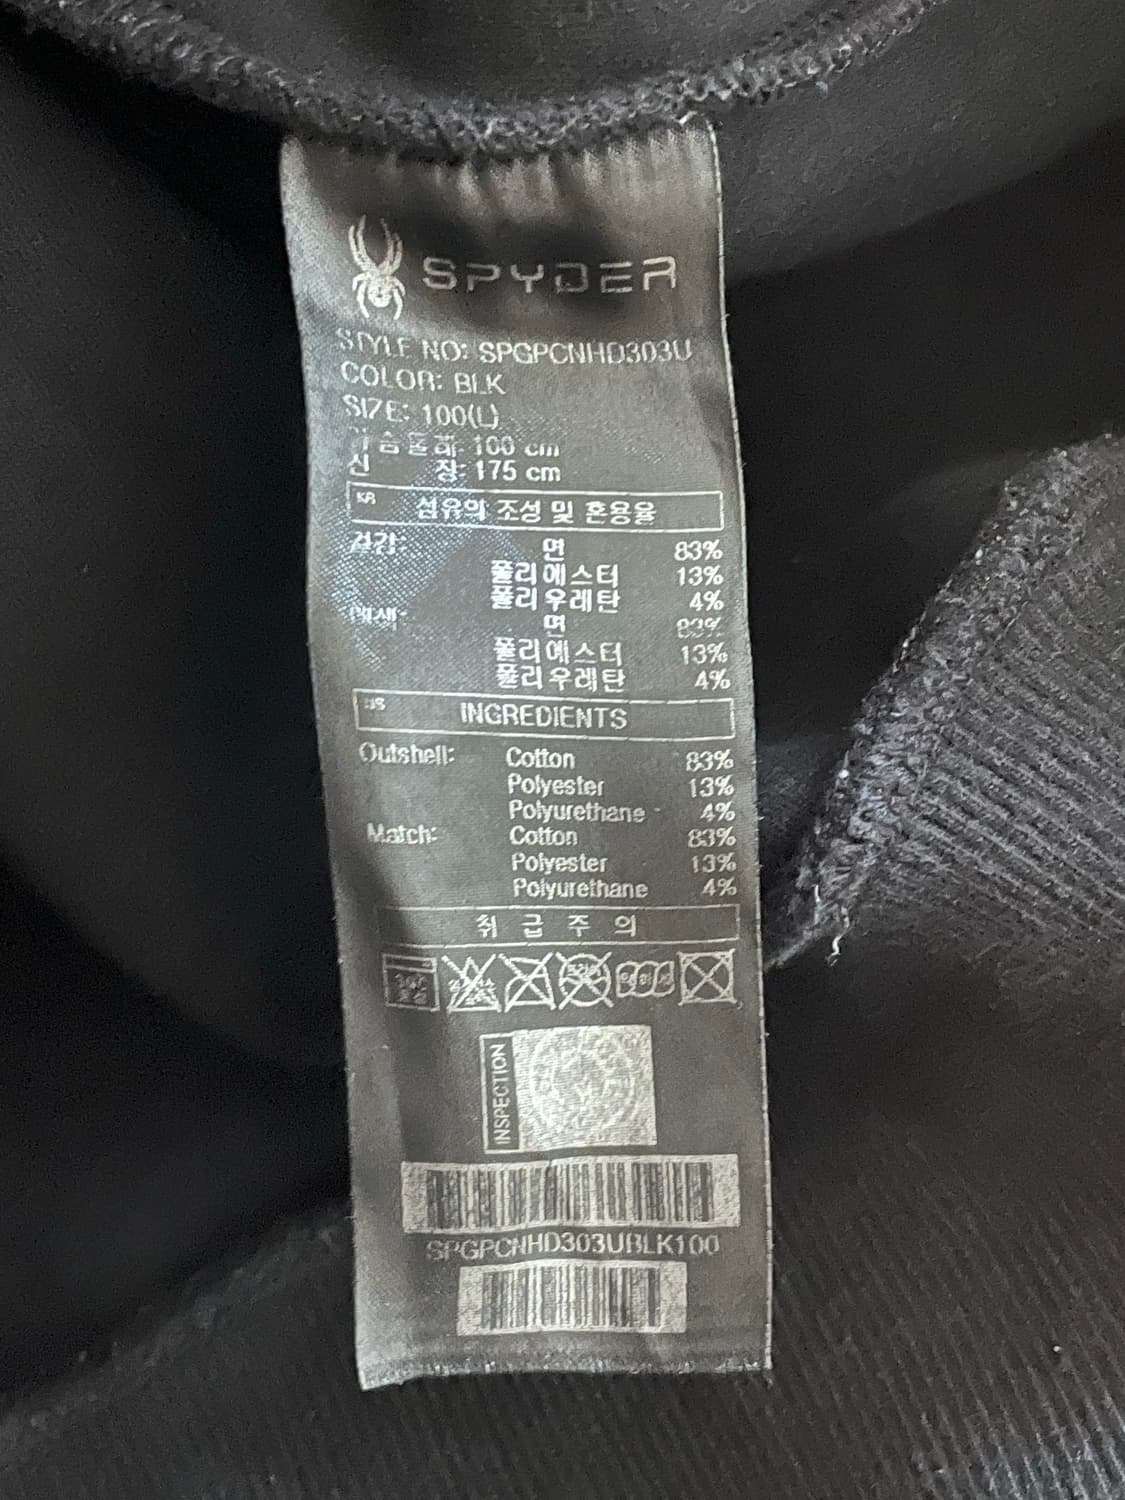 SPYDER
STYLE NO: SPGPCNHD303U
COLOR: BLK
SIZE: 100(L)
가슴둘레: 100 cm
신 장: 175 cm
KR 섬유의 조성 및 혼용율
겉감: 면 83%
폴리에스터 13%
폴리우레탄 4%
배색: 면 83%
폴리에스터 13%
폴리우레탄 4%
US INGREDIENTS
Outshell: Cotton 83%
Polyester 13%
Polyurethane 4%
Match: Cotton 83%
Polyester 13%
Polyurethane 4%
취 급 주 의
INSPECTION
SPGPCNHD303UBLK100